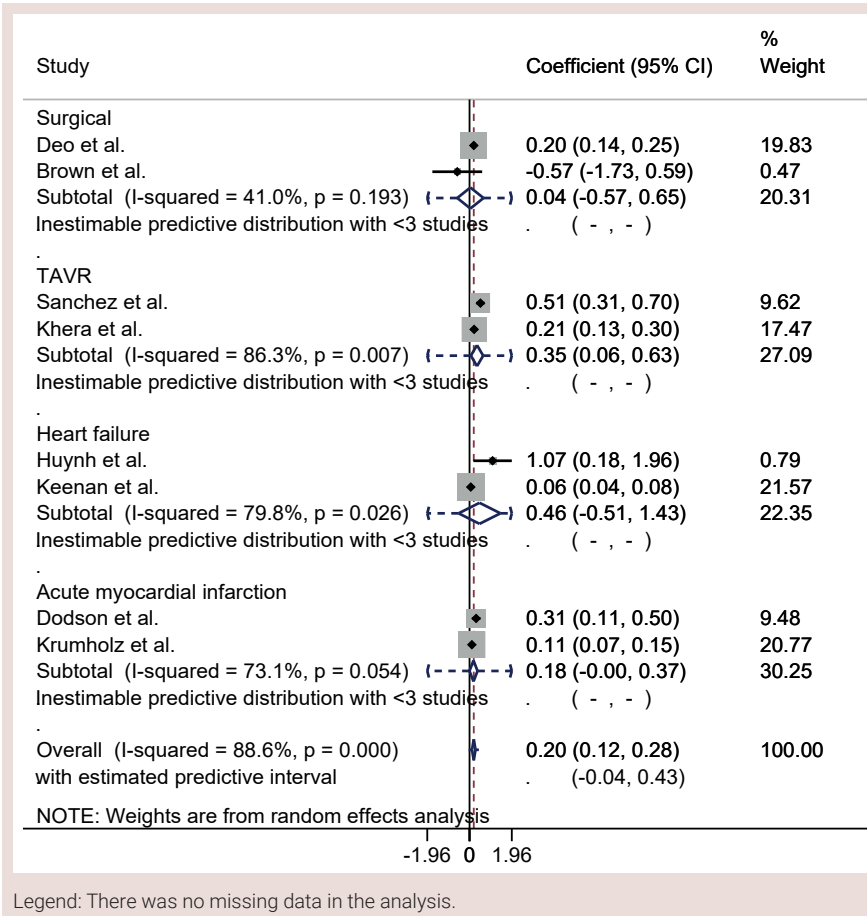 %
Study Coefficient (95% CI) Weight
Surgical
Deo et al. 0.20 (0.14, 0.25) 19.83
Brown et al. -0.57 (-1.73, 0.59) 0.47
Subtotal (I-squared = 41.0%, p = 0.193) 0.04 (-0.57, 0.65) 20.31
Inestimable predictive distribution with <3 studies . ( - , - )
.
TAVR
Sanchez et al. 0.51 (0.31, 0.70) 9.62
Khera et al. 0.21 (0.13, 0.30) 17.47
Subtotal (I-squared = 86.3%, p = 0.007) 0.35 (0.06, 0.63) 27.09
Inestimable predictive distribution with <3 studies . ( - , - )
.
Heart failure
Huynh et al. 1.07 (0.18, 1.96) 0.79
Keenan et al. 0.06 (0.04, 0.08) 21.57
Subtotal (I-squared = 79.8%, p = 0.026) 0.46 (-0.51, 1.43) 22.35
Inestimable predictive distribution with <3 studies . ( - , - )
.
Acute myocardial infarction
Dodson et al. 0.31 (0.11, 0.50) 9.48
Krumholz et al. 0.11 (0.07, 0.15) 20.77
Subtotal (I-squared = 73.1%, p = 0.054) 0.18 (-0.00, 0.37) 30.25
Inestimable predictive distribution with <3 studies . ( - , - )
.
Overall (I-squared = 88.6%, p = 0.000) 0.20 (0.12, 0.28) 100.00
with estimated predictive interval . (-0.04, 0.43)
NOTE: Weights are from random effects analysis
-1.96 0 1.96
Legend: There was no missing data in the analysis.